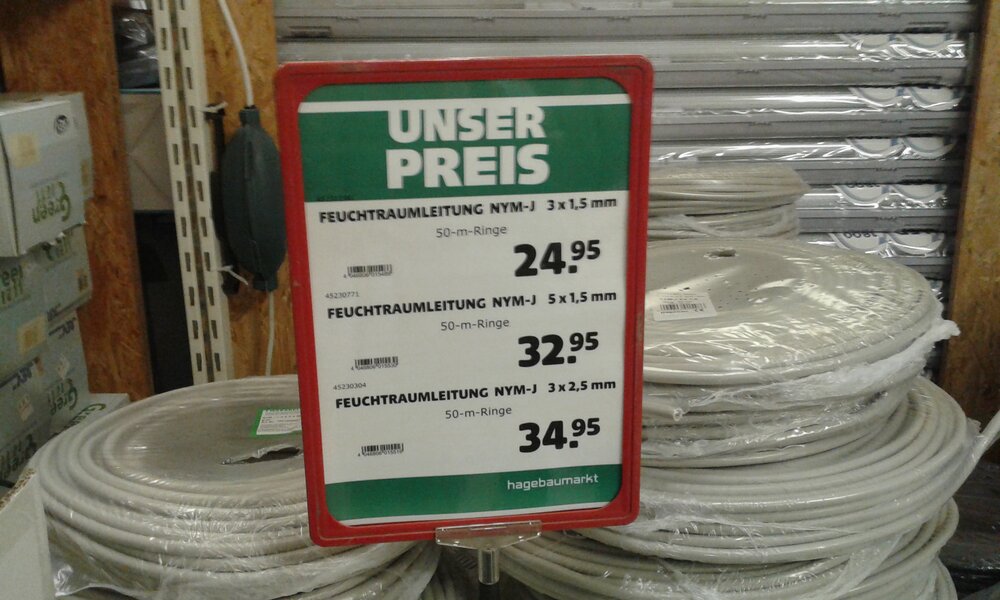 UNSER
PREIS
FEUCHTRAUMLEITUNG NYM-J 3 x 1,5 mm
50-m-Ringe
24.95
45230771
FEUCHTRAUMLEITUNG NYM-J 5 x 1,5 mm
50-m-Ringe
32.95
45230304
FEUCHTRAUMLEITUNG NYM-J 3 x 2,5 mm
50-m-Ringe
34.95
hagebaumarkt
Green